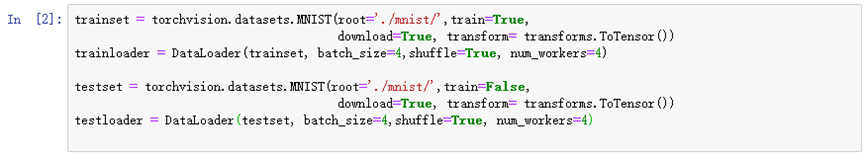 In [2]: trainset = torchvision.datasets.MNIST(root='./mnist/',train=True,
download=True, transform= transforms.ToTensor())
trainloader = DataLoader(trainset, batch_size=4,shuffle=True, num_workers=4)
testset = torchvision.datasets.MNIST(root='./mnist/',train=False,
download=True, transform= transforms.ToTensor())
testloader = DataLoader(testset, batch_size=4,shuffle=True, num_workers=4)